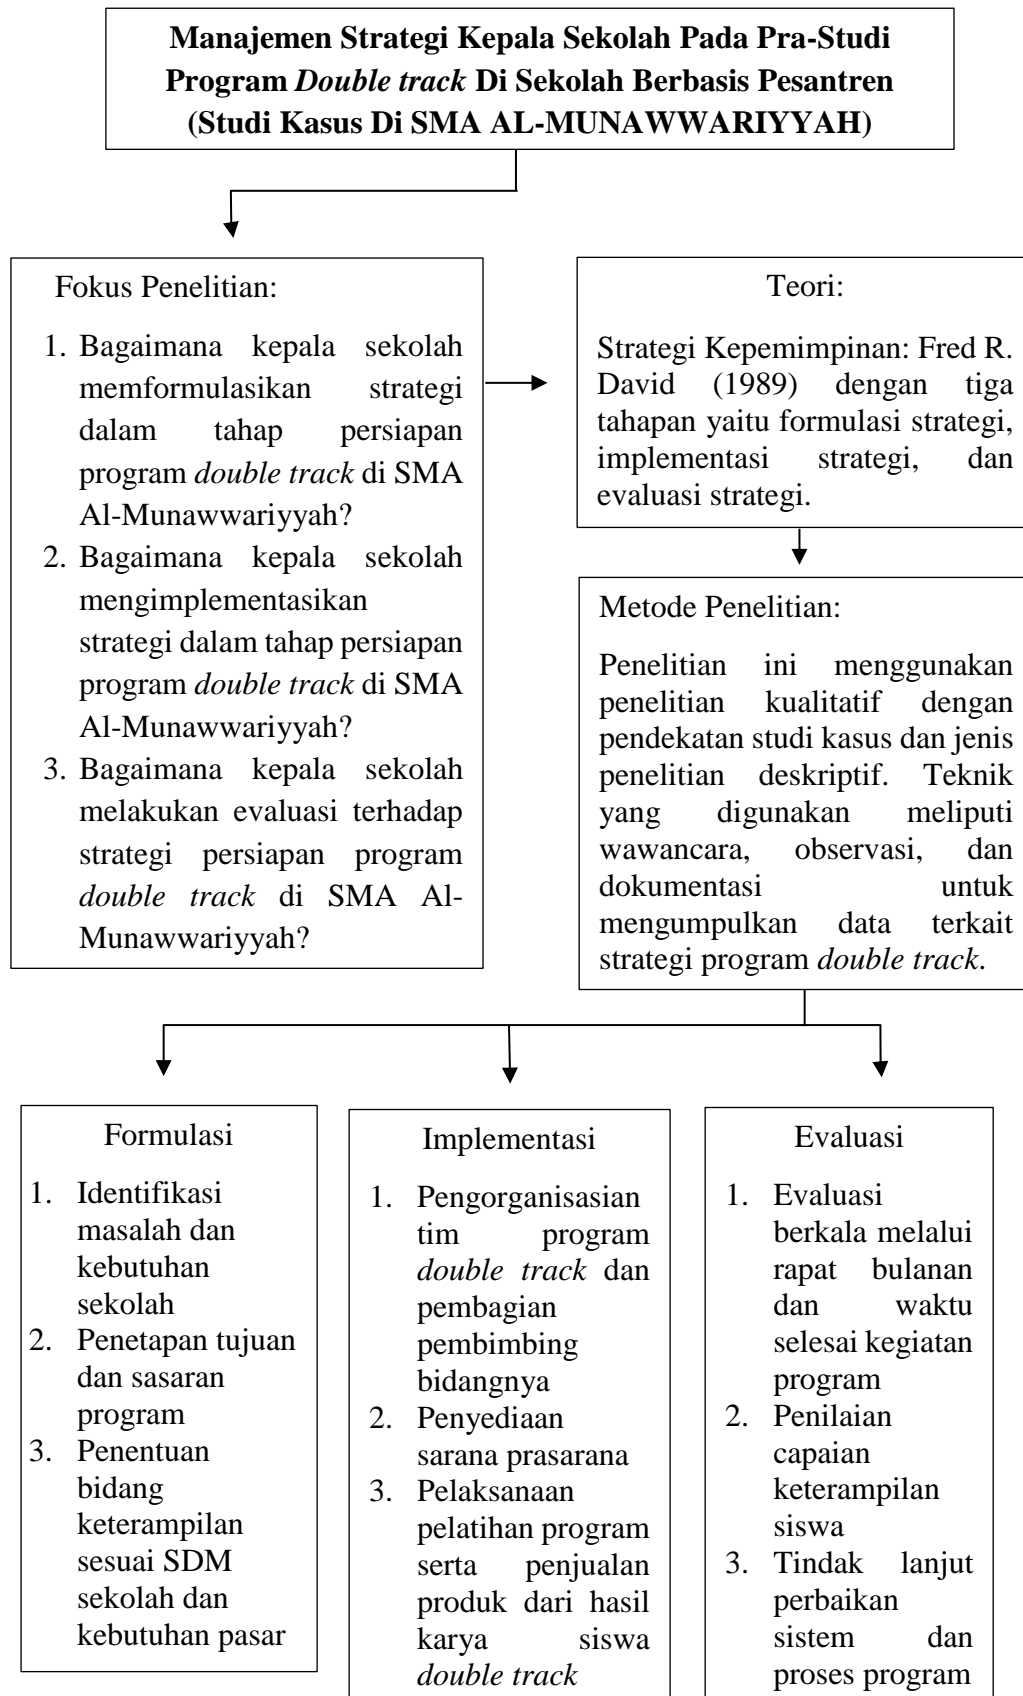 Manajemen Strategi Kepala Sekolah Pada Pra-Studi
Program Double track Di Sekolah Berbasis Pesantren
(Studi Kasus Di SMA AL-MUNAWWARIYYAH)
Fokus Penelitian:
1. Bagaimana kepala sekolah
memformulasikan strategi
dalam tahap persiapan
program double track di SMA
Al-Munawwariyyah?
2. Bagaimana kepala sekolah
mengimplementasikan
strategi dalam tahap persiapan
program double track di SMA
Al-Munawwariyyah?
3. Bagaimana kepala sekolah
melakukan evaluasi terhadap
strategi persiapan program
double track di SMA Al-
Munawwariyyah?
Teori:
Strategi Kepemimpinan: Fred R.
David (1989) dengan tiga
tahapan yaitu formulasi strategi,
implementasi strategi, dan
evaluasi strategi.
Metode Penelitian:
Penelitian ini menggunakan
penelitian kualitatif dengan
pendekatan studi kasus dan jenis
penelitian deskriptif. Teknik
yang digunakan meliputi
wawancara, observasi, dan
dokumentasi untuk
mengumpulkan data terkait
strategi program double track.
Formulasi
1. Identifikasi
masalah dan
kebutuhan
sekolah
2. Penetapan tujuan
dan sasaran
program
3. Penentuan
bidang
keterampilan
sesuai SDM
sekolah dan
kebutuhan pasar
Implementasi
1. Pengorganisasian
tim program
double track dan
pembagian
pembimbing
bidangnya
2. Penyediaan
sarana prasarana
3. Pelaksanaan
pelatihan program
serta penjualan
produk dari hasil
karya siswa
double track
Evaluasi
1. Evaluasi
berkala melalui
rapat bulanan
dan waktu
selesai kegiatan
program
2. Penilaian
capaian
keterampilan
siswa
3. Tindak lanjut
perbaikan
sistem dan
proses program